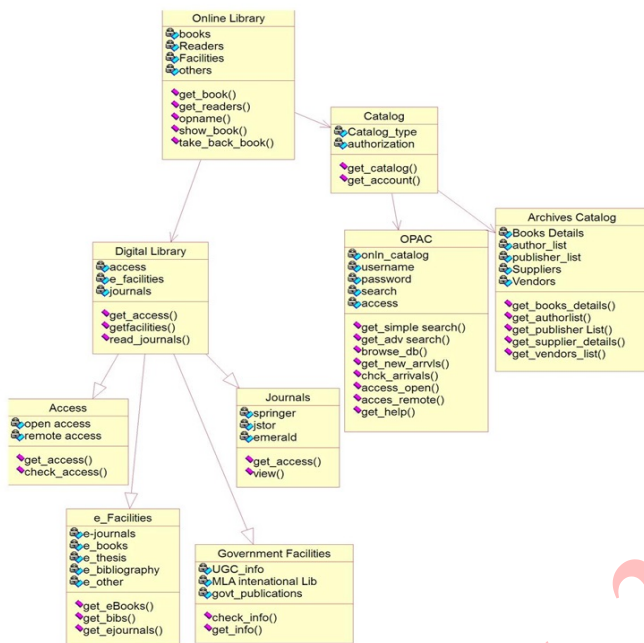 Online Library
books
Readers
Facilities
others
get_book()
get_readers()
opname()
show_book()
take_back_book()
Catalog
Catalog_type
authorization
get_catalog()
get_account()
Digital Library
access
e_facilities
journals
get_access()
getfacilities()
read_journals()
OPAC
onln_catalog
username
password
search
access
get_simple search()
get_adv search()
browse_db()
get_new_arrvls()
chck_arrivals()
access_open()
acces_remote()
get_help()
Archives Catalog
Books Details
author_list
publisher_list
Suppliers
Vendors
get_books_details()
get_authorlist()
get_publisher List()
get_supplier_details()
get_vendors_list()
Access
open access
remote access
get_access()
check_access()
Journals
springer
jstor
emerald
get_access()
view()
e_Facilities
e-journals
e_books
e_thesis
e_bibliography
e_other
get_eBooks()
get_bibs()
get_ejournals()
Government Facilities
UGC_info
MLA intenational Lib
govt_publications
check_info()
get_info()